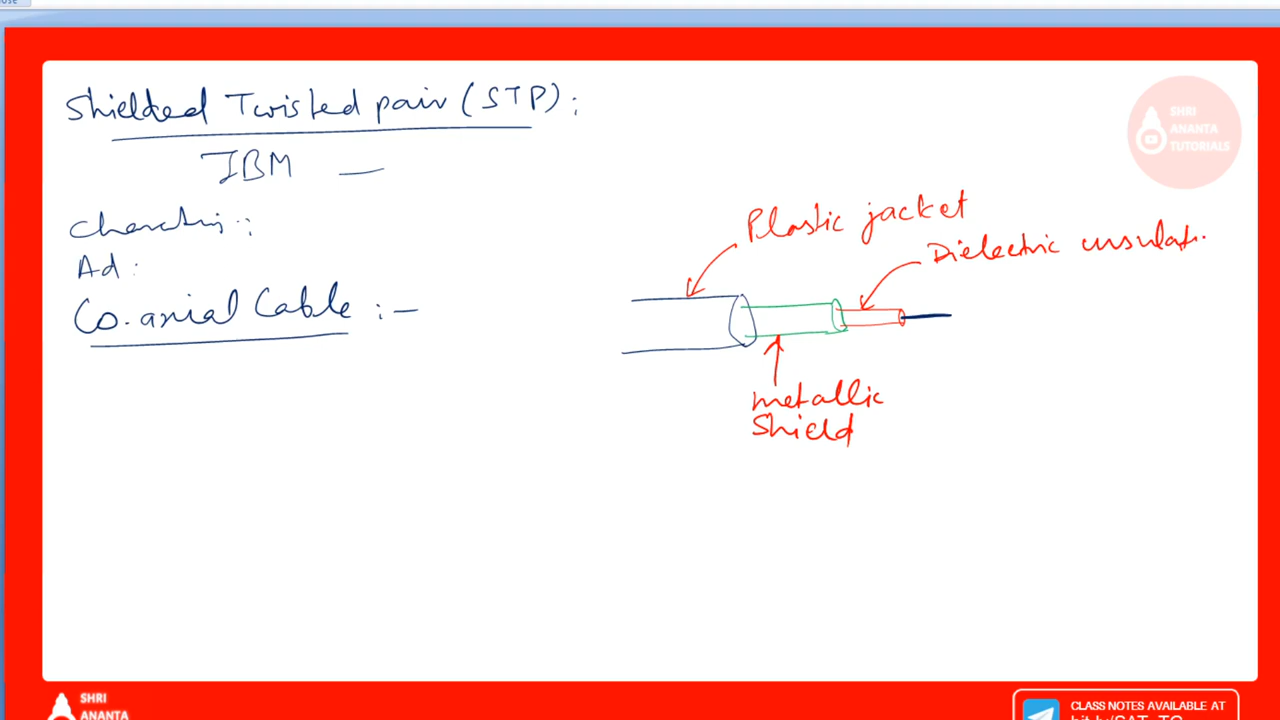 Shielded Twisted pair (STP):
IBM —
Ad:
Co.axial Cable :-
Plastic jacket
Dielectric
metallic
Shield
SHRI
ANANTA
TUTORIALS
SHRI
ANANTA
CLASS NOTES AVAILABLE AT